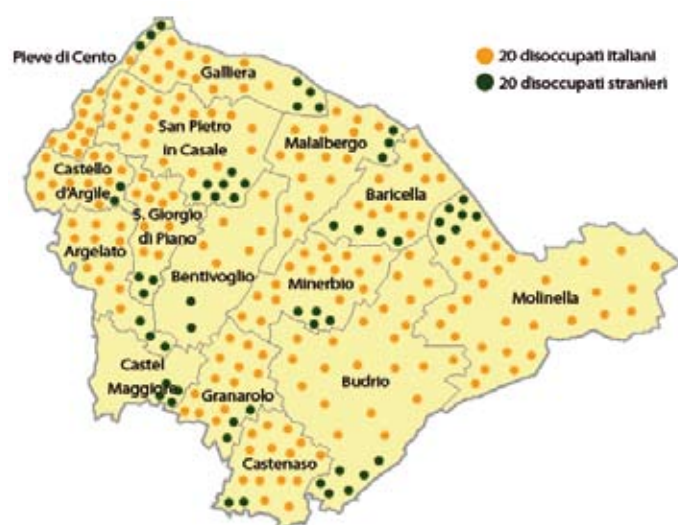 Pieve di Cento
Galliera
20 disoccupati italiani
20 disoccupati stranieri
San Pietro
in Casale
Malalbergo
Castello
d'Argile
Baricella
S. Giorgio
di Piano
Argelato
Bentivoglio
Minerbio
Molinella
Castel
Maggiore
Granarolo
Budrio
Castenaso